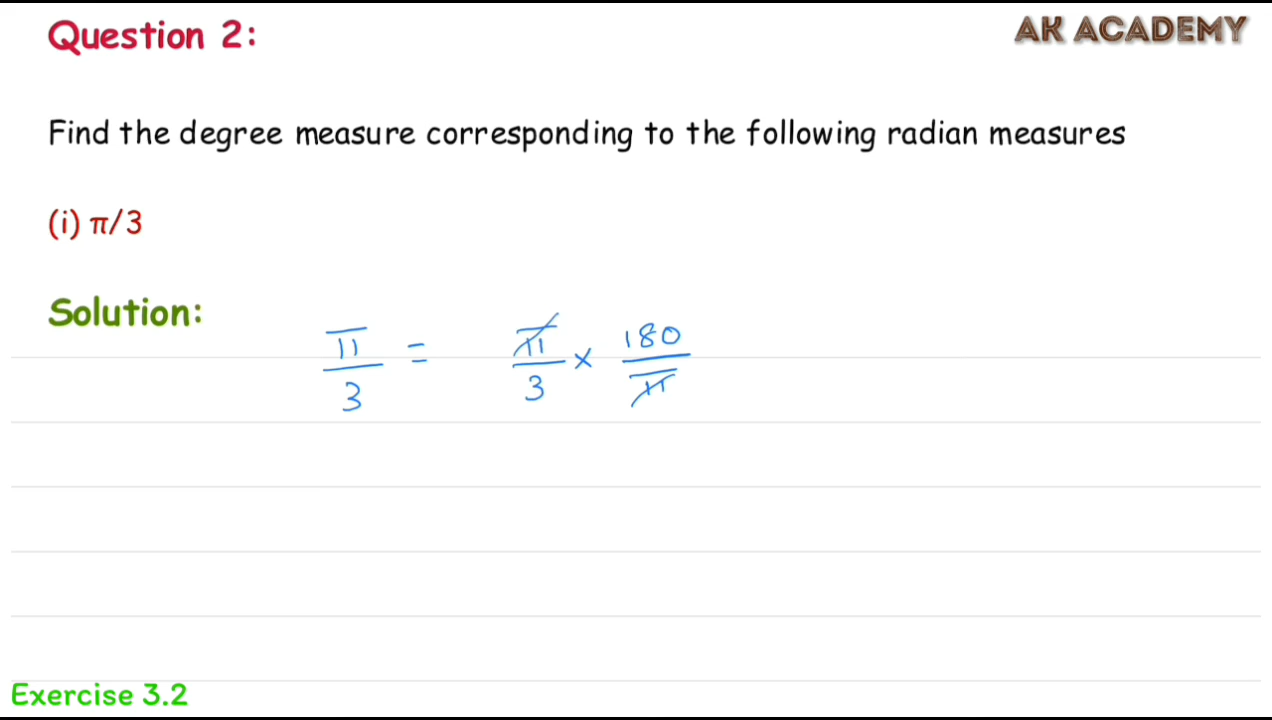 Question 2:
AK ACADEMY
Find the degree measure corresponding to the following radian measures
(i) π/3
Solution:
π/3 = π/3 × 180/π
Exercise 3.2